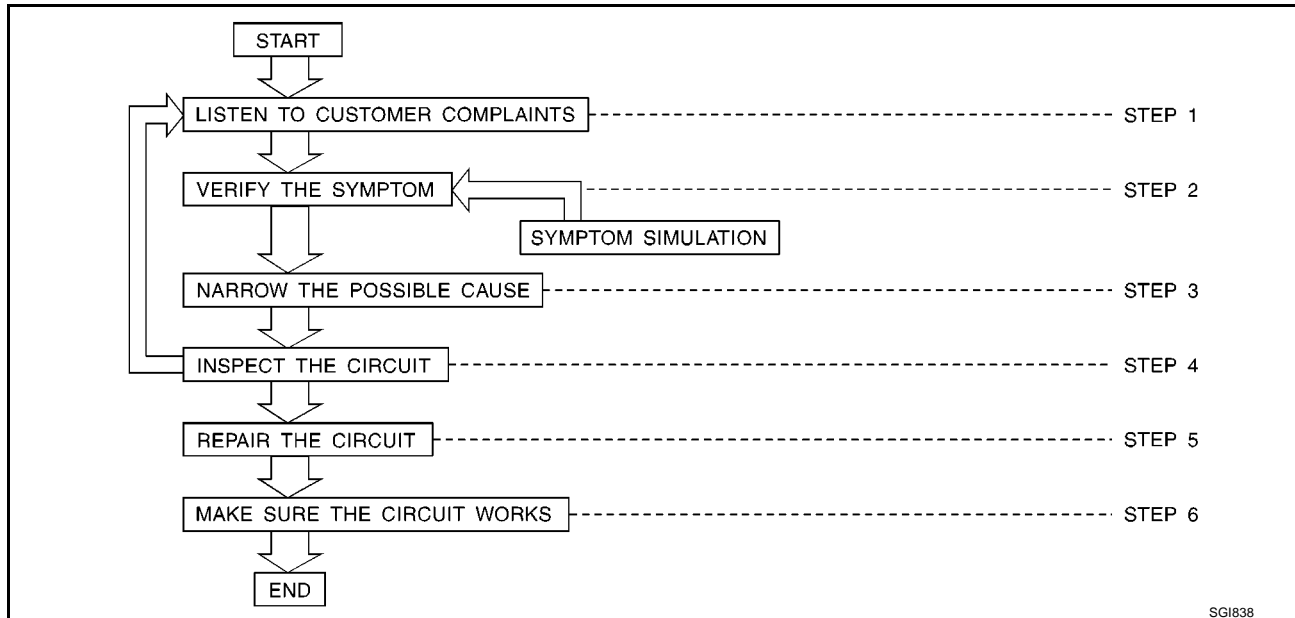 START
LISTEN TO CUSTOMER COMPLAINTS
STEP 1
VERIFY THE SYMPTOM
STEP 2
SYMPTOM SIMULATION
NARROW THE POSSIBLE CAUSE
STEP 3
INSPECT THE CIRCUIT
STEP 4
REPAIR THE CIRCUIT
STEP 5
MAKE SURE THE CIRCUIT WORKS
STEP 6
END
SGI838